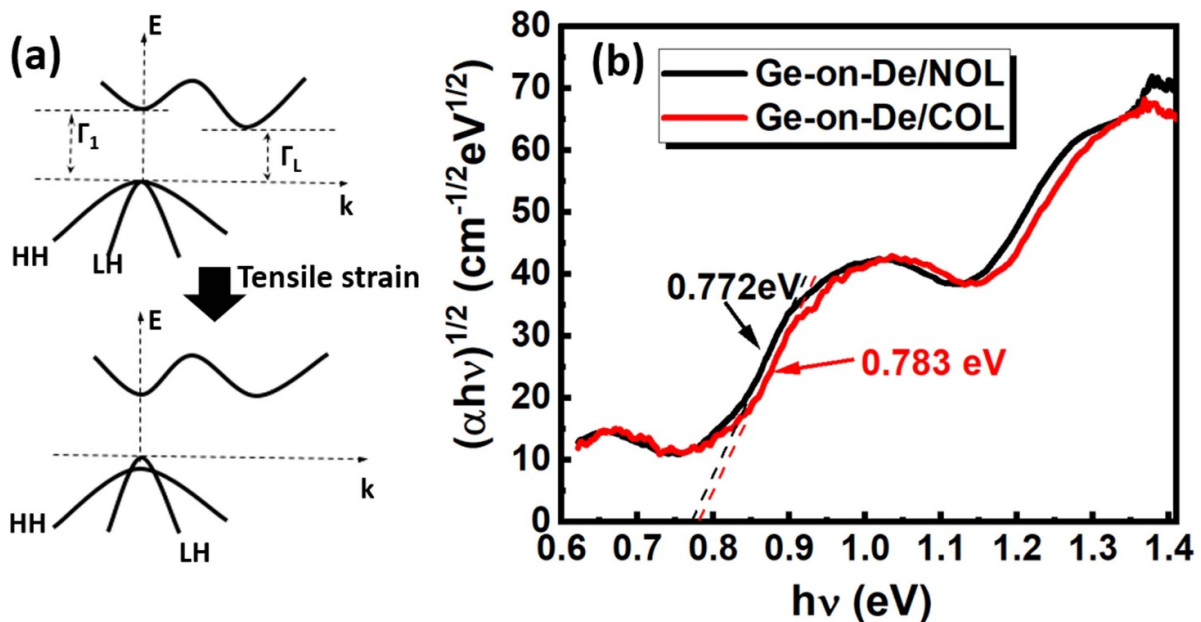 (a)
E
Γ1
ΓL
k
HH
LH
Tensile strain
E
k
HH
LH
(b)
Ge-on-De/NOL
Ge-on-De/COL
0.772eV
0.783 eV
(αhν)1/2 (cm-1/2eV1/2)
80
70
60
50
40
30
20
10
0
0.6 0.7 0.8 0.9 1.0 1.1 1.2 1.3 1.4
hν (eV)